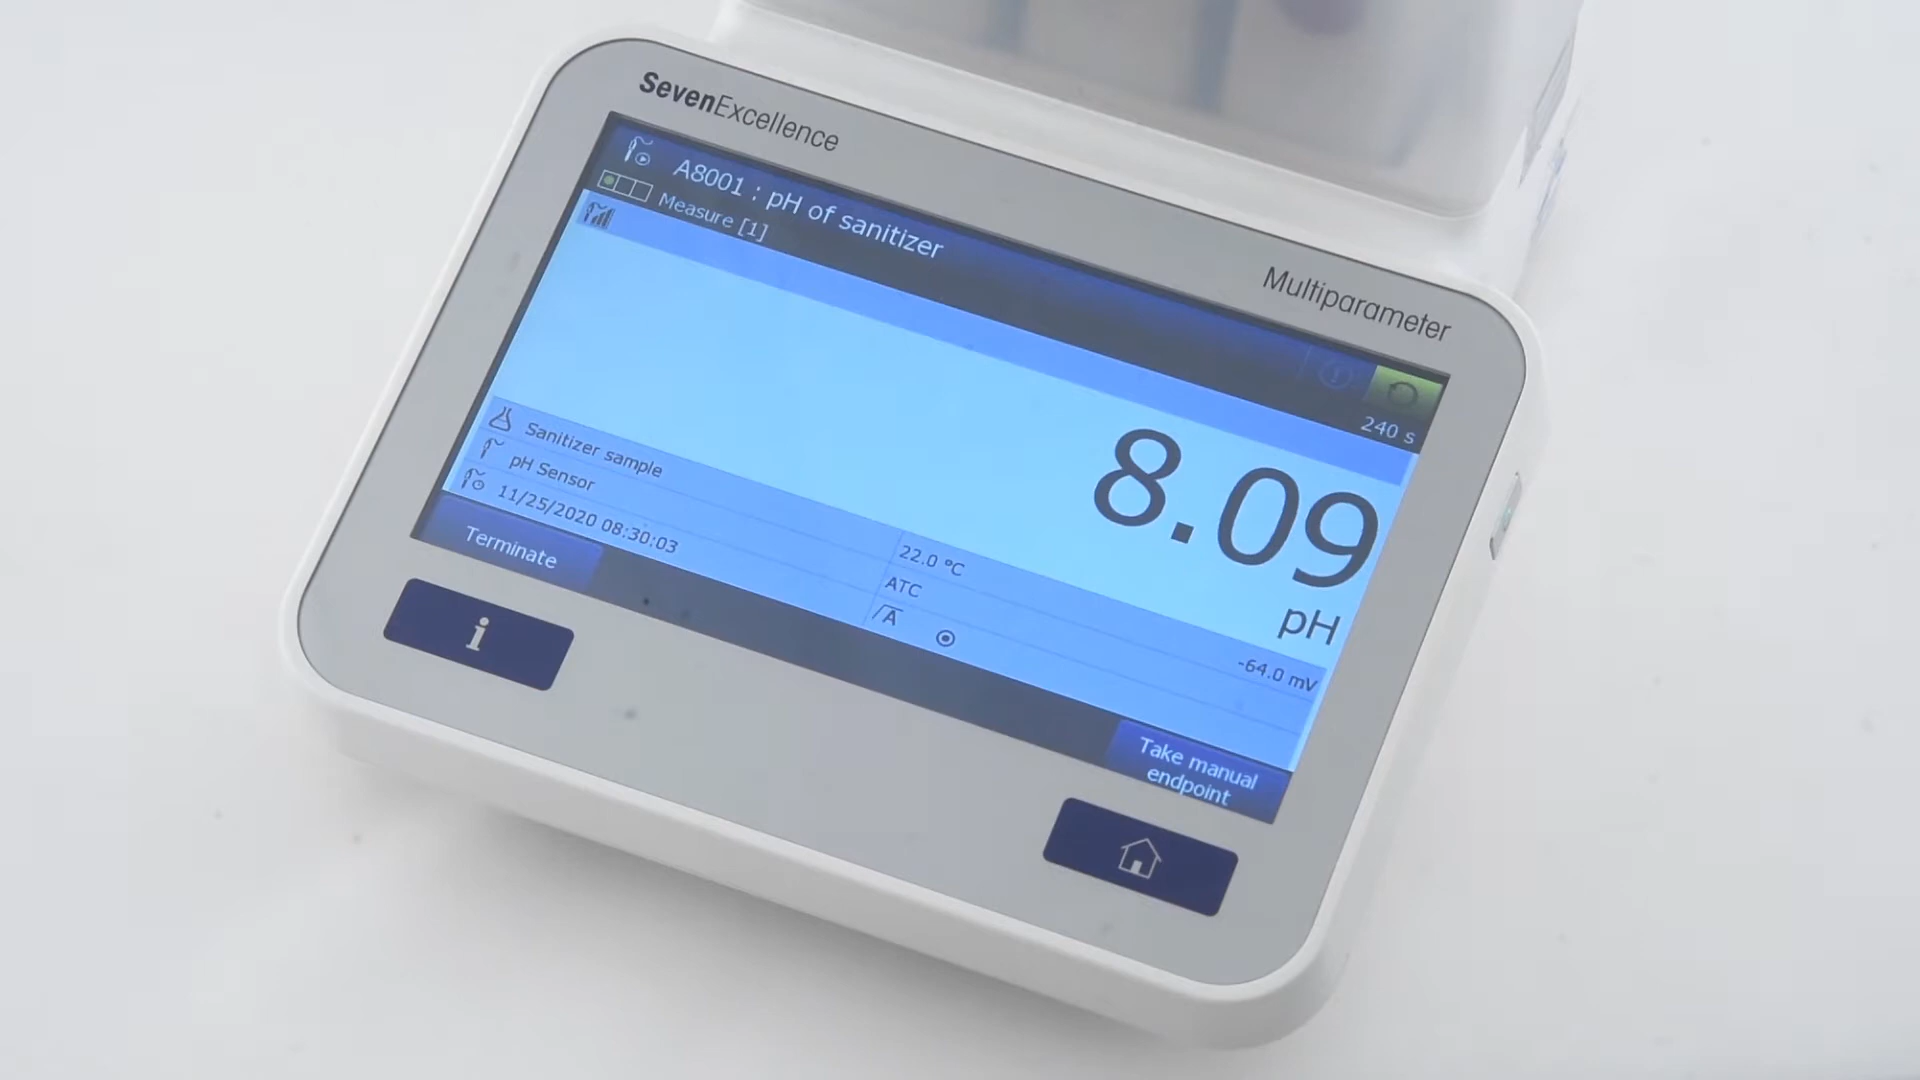 SevenExcellence
A8001 : pH of sanitizer
Measure [1]
Multiparameter
240 s
8.09
pH
Sanitizer sample
pH Sensor
11/25/2020 08:30:03
22.0 °C
ATC
A
-64.0 mV
Terminate
Take manual
endpoint
i